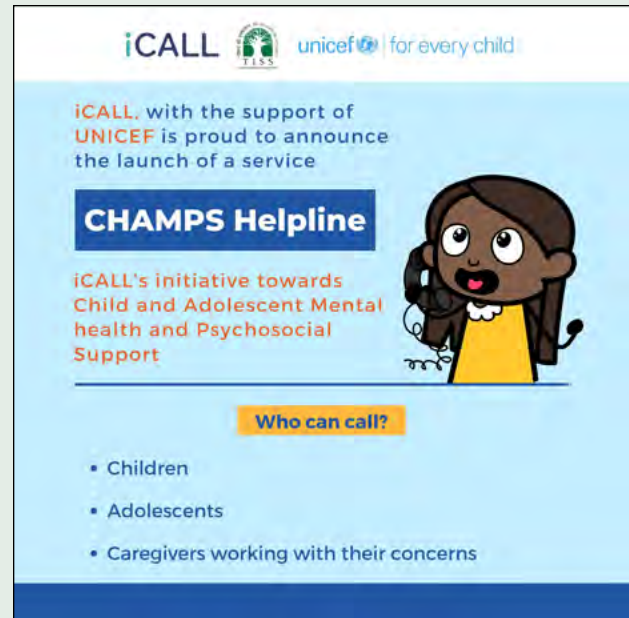 iCALL
TISS
unicef | for every child
iCALL, with the support of
UNICEF is proud to announce
the launch of a service
CHAMPS Helpline
iCALL's initiative towards
Child and Adolescent Mental
health and Psychosocial
Support
Who can call?
• Children
• Adolescents
• Caregivers working with their concerns